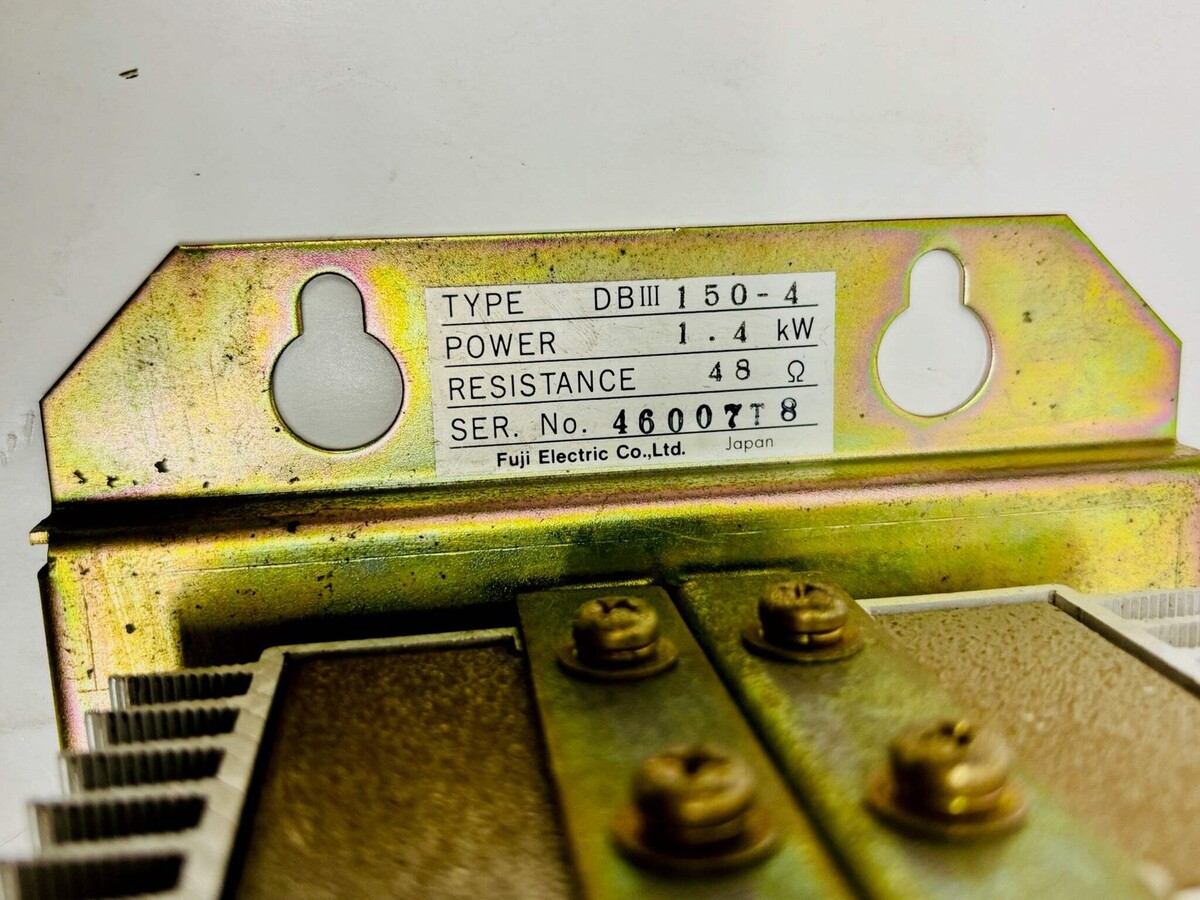 TYPE DBIII 150-4
POWER 1.4 kW
RESISTANCE 48 Ω
SER. No. 46007T8
Fuji Electric Co.,Ltd. Japan